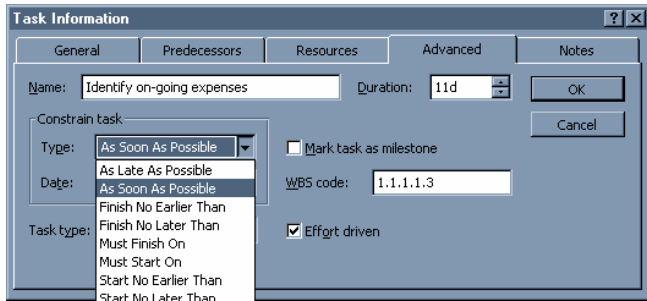 Task Information
General Predecessors Resources Advanced Notes
Name: Identify on-going expenses Duration: 11d OK
Constrain task Cancel
Type: As Soon As Possible Mark task as milestone
As Late As Possible
Date: As Soon As Possible WBS code: 1.1.1.1.3
Finish No Earlier Than
Task type: Finish No Later Than Effort driven
Must Finish On
Must Start On
Start No Earlier Than
Start No Later Than